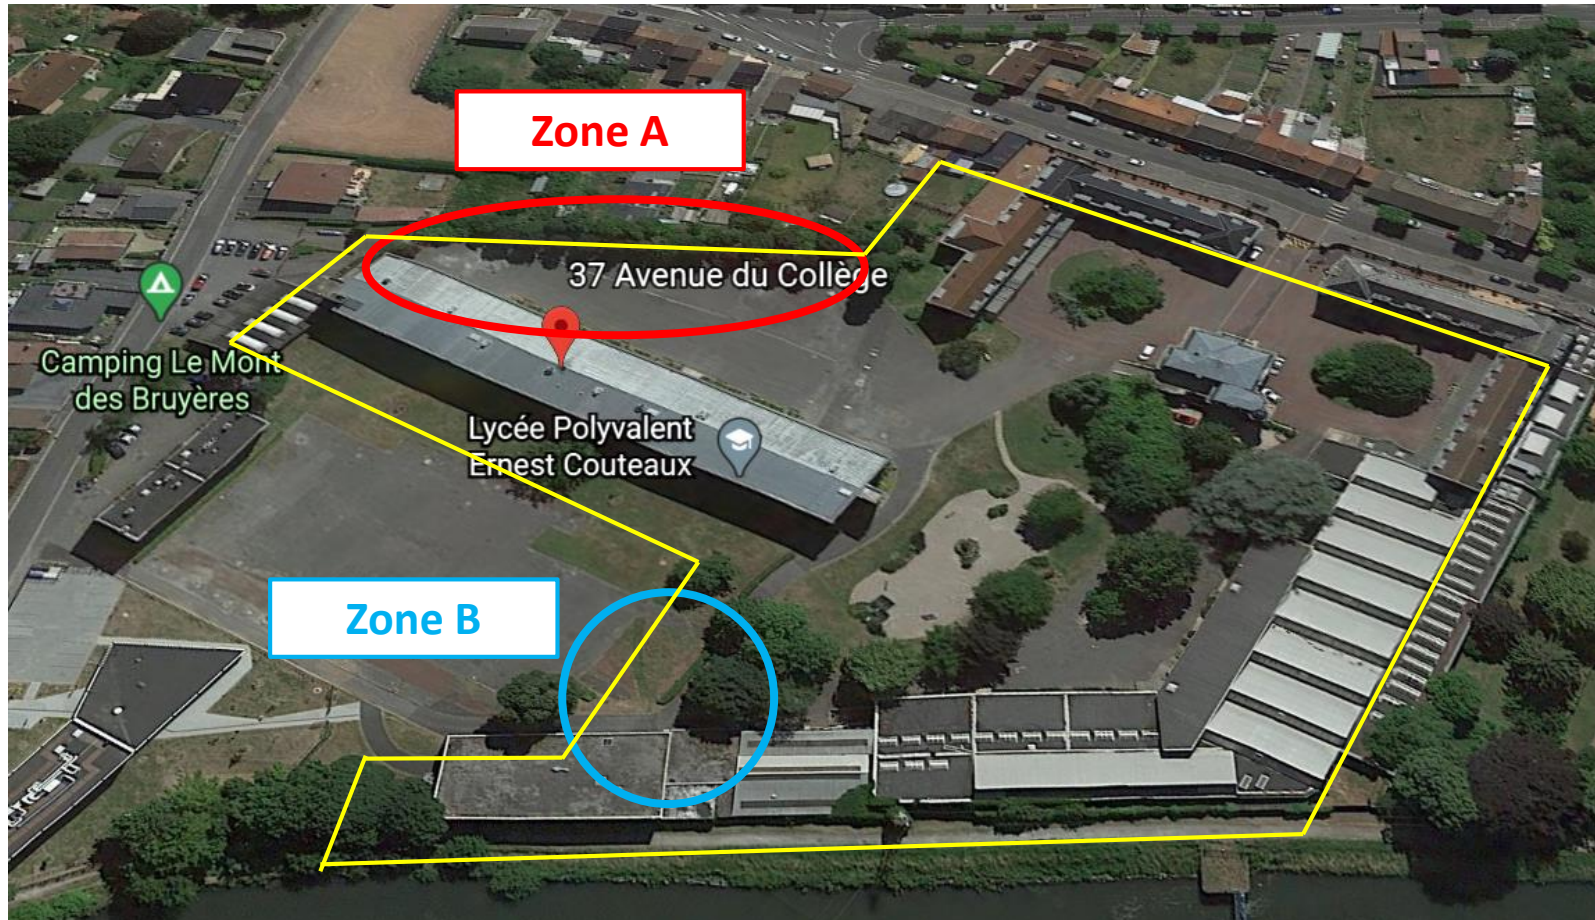 Zone A
37 Avenue du Collège
Camping Le Mont
des Bruyères
Lycée Polyvalent
Ernest Couteaux
Zone B